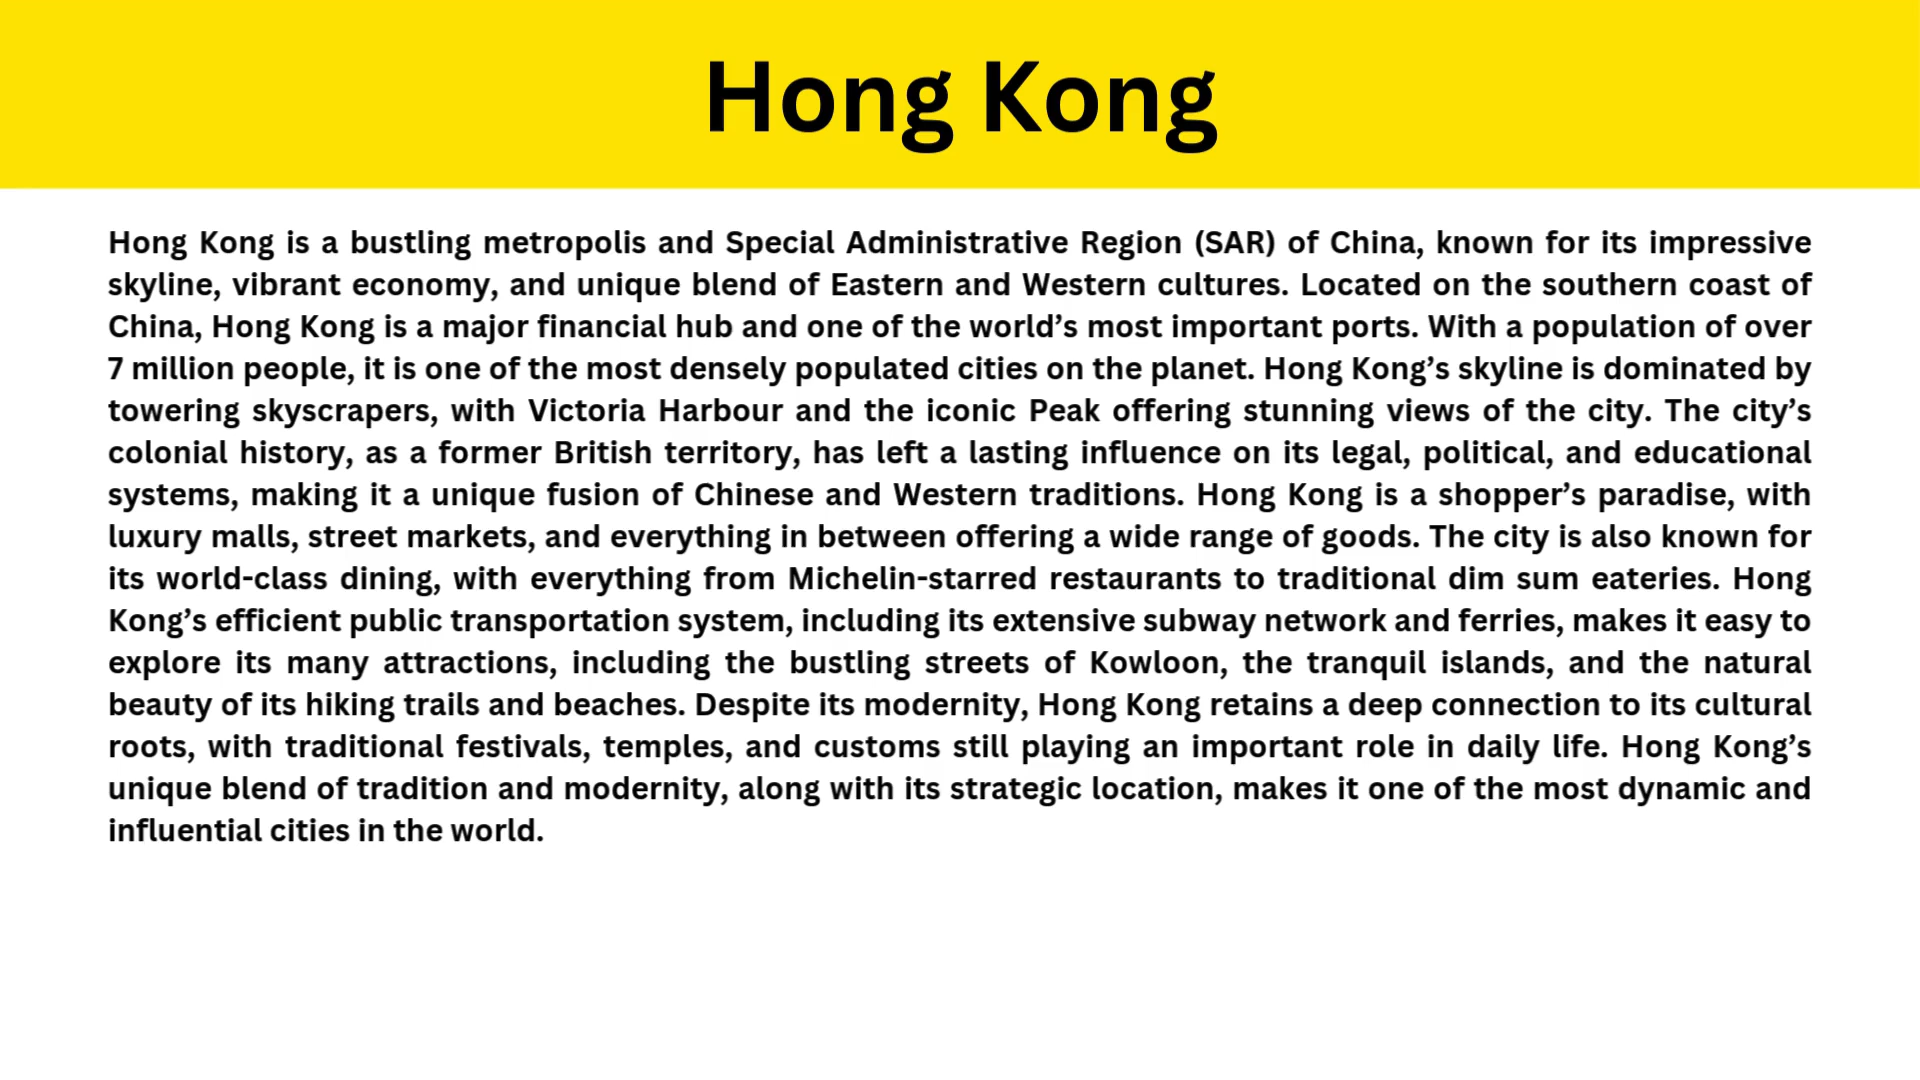 Hong Kong
Hong Kong is a bustling metropolis and Special Administrative Region (SAR) of China, known for its impressive
skyline, vibrant economy, and unique blend of Eastern and Western cultures. Located on the southern coast of
China, Hong Kong is a major financial hub and one of the world’s most important ports. With a population of over
7 million people, it is one of the most densely populated cities on the planet. Hong Kong’s skyline is dominated by
towering skyscrapers, with Victoria Harbour and the iconic Peak offering stunning views of the city. The city’s
colonial history, as a former British territory, has left a lasting influence on its legal, political, and educational
systems, making it a unique fusion of Chinese and Western traditions. Hong Kong is a shopper’s paradise, with
luxury malls, street markets, and everything in between offering a wide range of goods. The city is also known for
its world-class dining, with everything from Michelin-starred restaurants to traditional dim sum eateries. Hong
Kong’s efficient public transportation system, including its extensive subway network and ferries, makes it easy to
explore its many attractions, including the bustling streets of Kowloon, the tranquil islands, and the natural
beauty of its hiking trails and beaches. Despite its modernity, Hong Kong retains a deep connection to its cultural
roots, with traditional festivals, temples, and customs still playing an important role in daily life. Hong Kong’s
unique blend of tradition and modernity, along with its strategic location, makes it one of the most dynamic and
influential cities in the world.